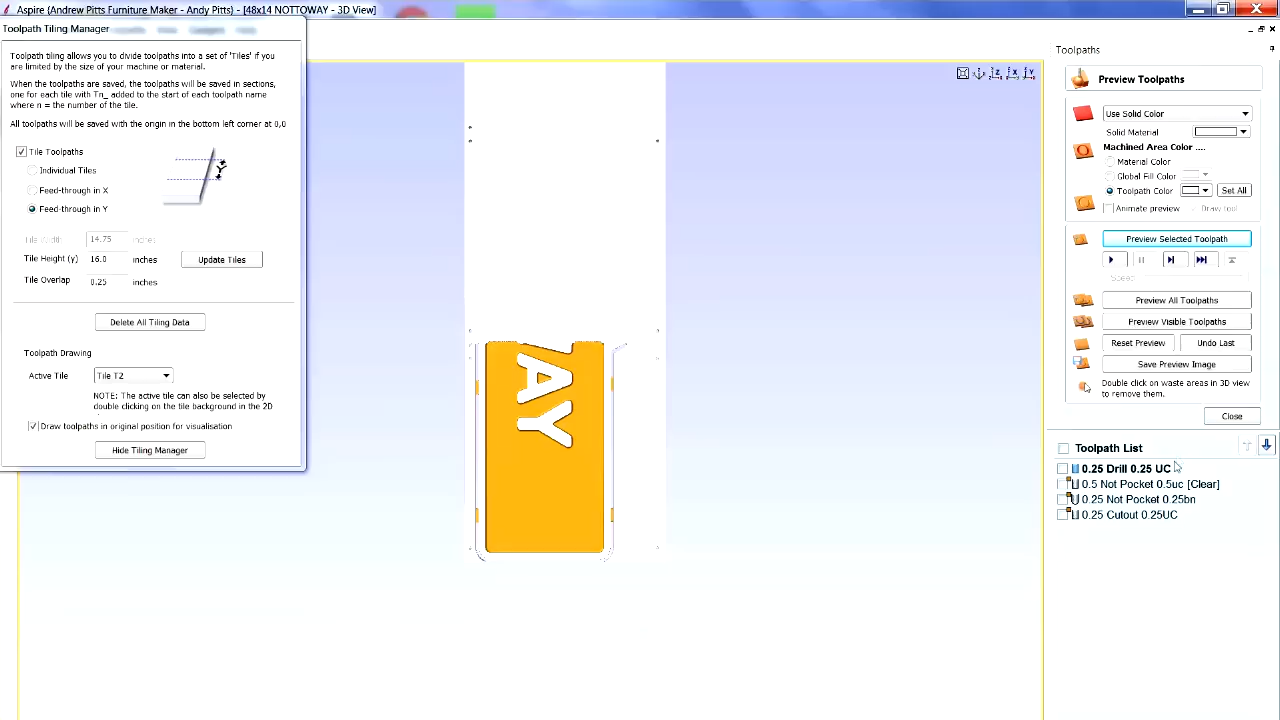 Aspire (Andrew Pitts Furniture Maker - Andy Pitts) - [48x14 NOTTOWAY - 3D View]
Toolpath Tiling Manager
Toolpath tiling allows you to divide toolpaths into a set of 'Tiles' if you
are limited by the size of your machine or material.
When the toolpaths are saved, the toolpaths will be saved in sections,
one for each tile with Tn_ added to the start of each toolpath name
where n = the number of the tile.
All toolpaths will be saved with the origin in the bottom left corner at 0,0
Tile Toolpaths
Individual Tiles
Feed-through in X
Feed-through in Y
Y
Tile Width 14.75 inches
Tile Height (y) 16.0 inches
Update Tiles
Tile Overlap 0.25 inches
Delete All Tiling Data
Toolpath Drawing
Active Tile Tile T2
NOTE: The active tile can also be selected by
double clicking on the tile background in the 2D
Draw toolpaths in original position for visualisation
Hide Tiling Manager
AY
Toolpaths
Preview Toolpaths
Use Solid Color
Solid Material
Machined Area Color ....
Material Color
Global Fill Color
Toolpath Color
Set All
Animate preview
Draw tool
Preview Selected Toolpath
Speed
Preview All Toolpaths
Preview Visible Toolpaths
Reset Preview
Undo Last
Save Preview Image
Double click on waste areas in 3D view
to remove them.
Close
Toolpath List
0.25 Drill 0.25 UC
0.5 Not Pocket 0.5uc [Clear]
0.25 Not Pocket 0.25bn
0.25 Cutout 0.25UC